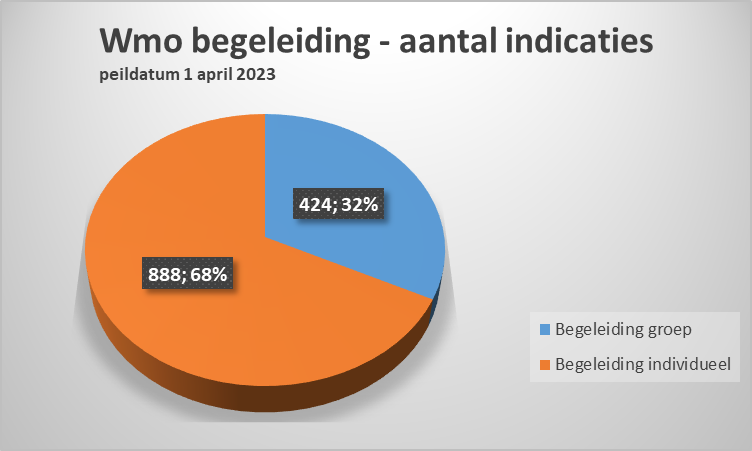 Wmo begeleiding - aantal indicaties
peildatum 1 april 2023
424; 32%
888; 68%
Begeleiding groep
Begeleiding individueel